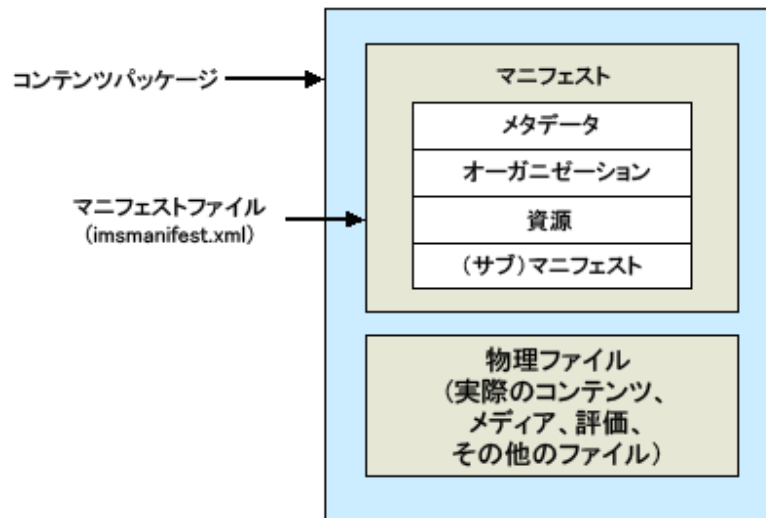 コンテンツパッケージ
マニフェストファイル
(imsmanifest.xml)
マニフェスト
メタデータ
オーガニゼーション
資源
(サブ)マニフェスト
物理ファイル
(実際のコンテンツ、
メディア、評価、
その他のファイル)